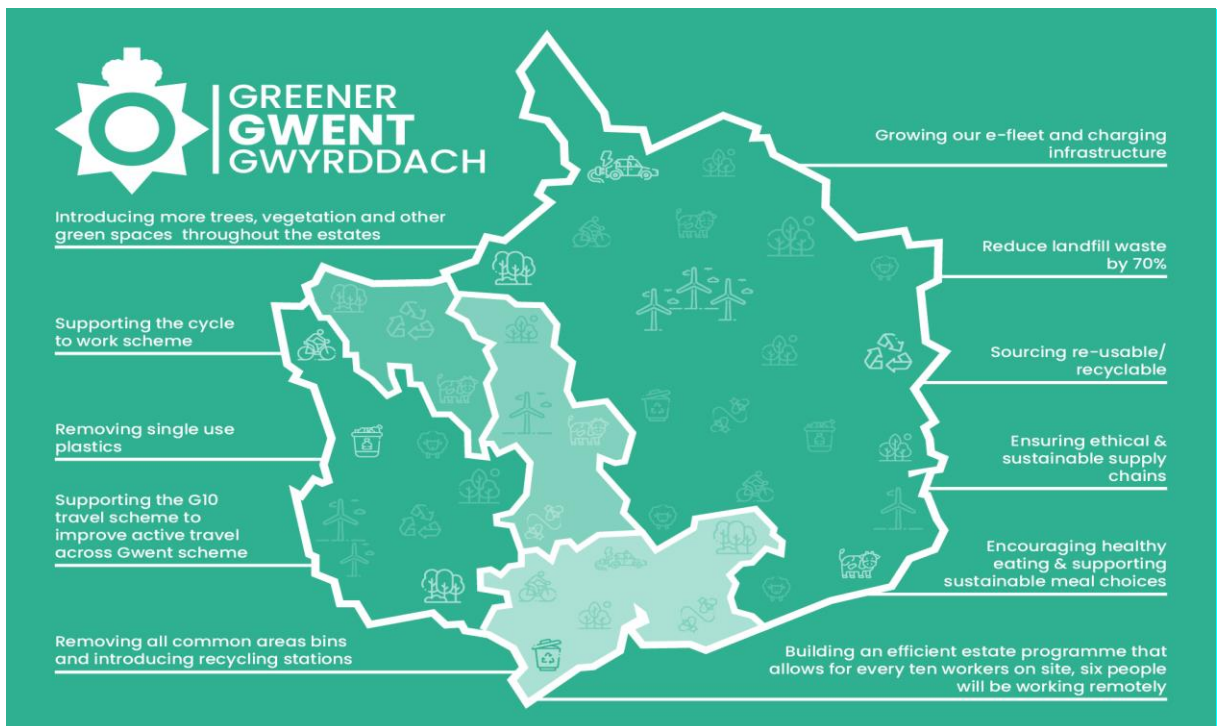 GREENER
GWENT
GWYRDDACH
Introducing more trees, vegetation and other
green spaces throughout the estates
Supporting the cycle
to work scheme
Removing single use
plastics
Supporting the G10
travel scheme to
improve active travel
across Gwent scheme
Removing all common areas bins
and introducing recycling stations
Growing our e-fleet and charging
infrastructure
Reduce landfill waste
by 70%
Sourcing re-usable/
recyclable
Ensuring ethical &
sustainable supply
chains
Encouraging healthy
eating & supporting
sustainable meal choices
Building an efficient estate programme that
allows for every ten workers on site, six people
will be working remotely